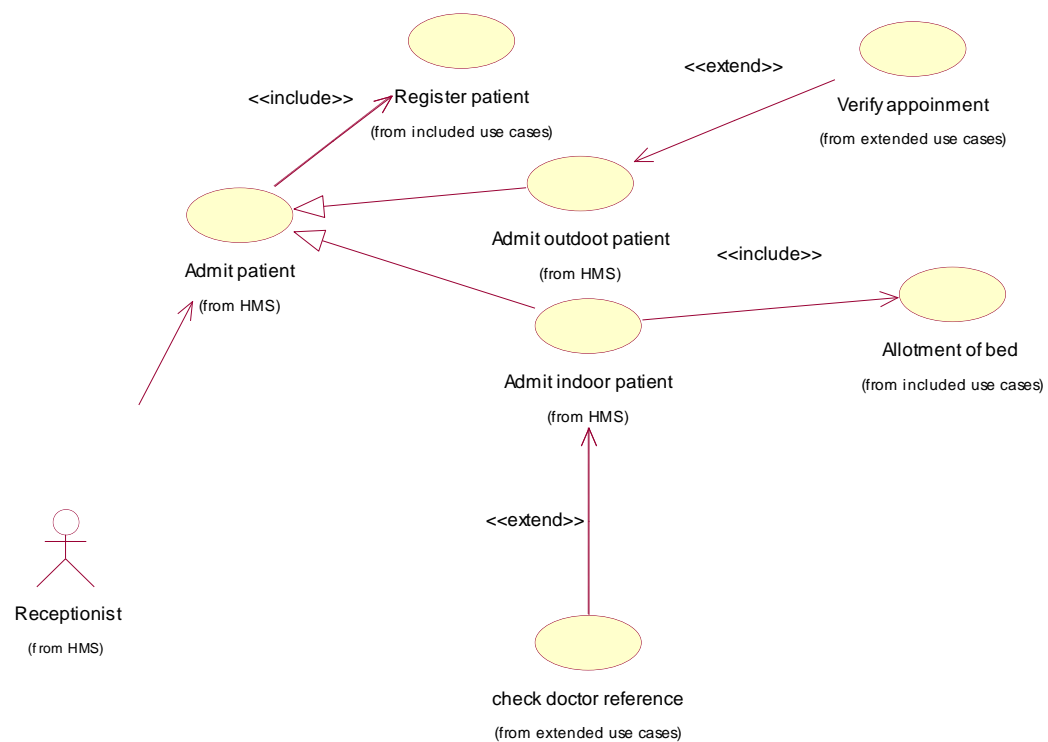 <<include>>
Register patient
(from included use cases)
<<extend>>
Verify appoinment
(from extended use cases)
Admit patient
(from HMS)
Admit outdoot patient
(from HMS)
<<include>>
Allotment of bed
(from included use cases)
Admit indoor patient
(from HMS)
<<extend>>
Receptionist
(from HMS)
check doctor reference
(from extended use cases)